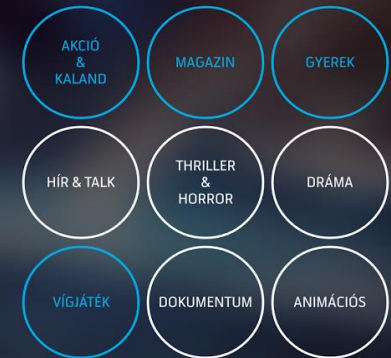 AKCIÓ
&
KALAND
MAGAZIN
GYEREK
HÍR & TALK
THRILLER
&
HORROR
DRÁMA
VÍGJÁTÉK
DOKUMENTUM
ANIMÁCIÓS